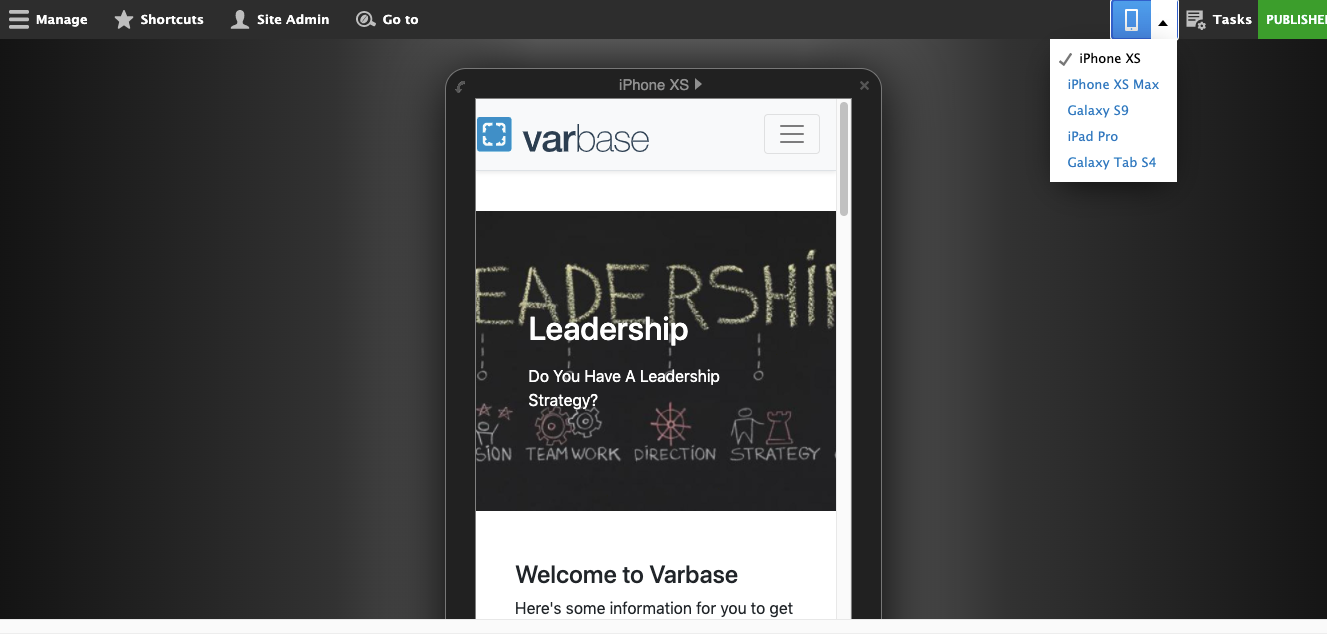 Manage Shortcuts Site Admin Go to Tasks PUBLISHE
iPhone XS
iPhone XS Max
Galaxy S9
iPad Pro
Galaxy Tab S4
iPhone XS
varbase
EADERSHIP
Leadership
Do You Have A Leadership
Strategy?
SION TEAMWORK DIRECTION STRATEGY
Welcome to Varbase
Here's some information for you to get